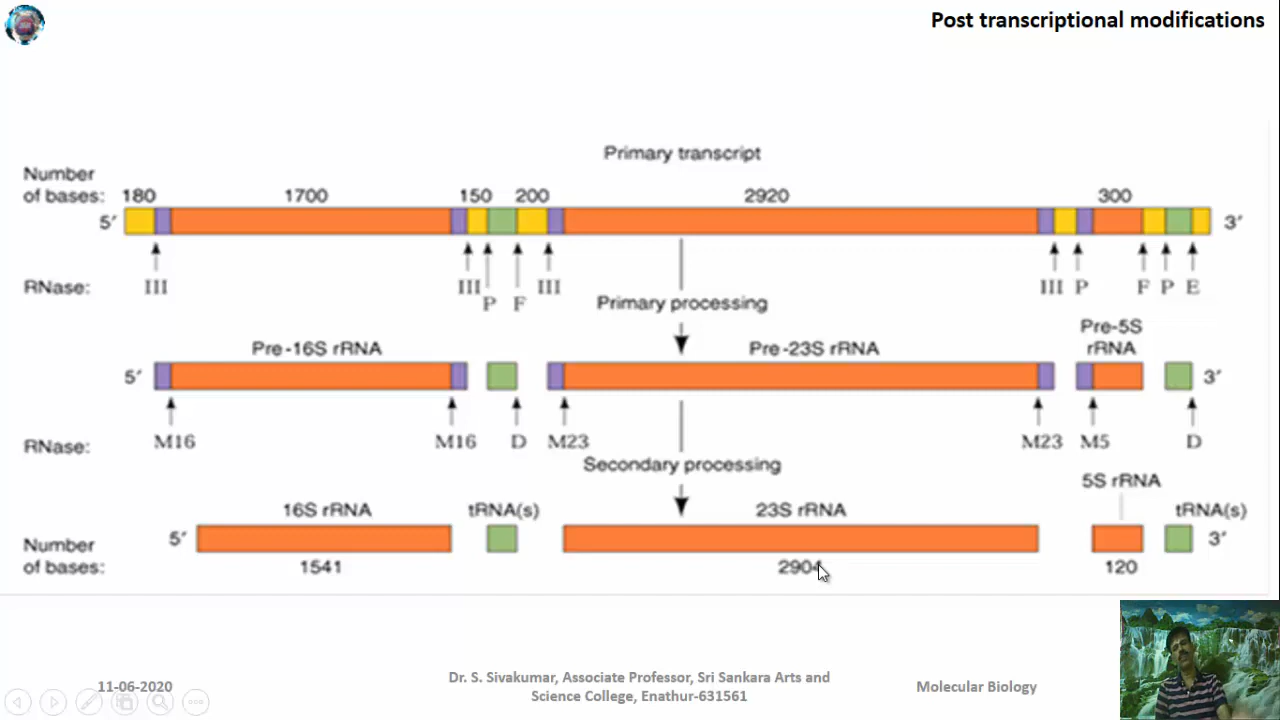 Post transcriptional modifications
Primary transcript
Number
of bases: 180 1700 150 200 2920 300
5′ 3′
RNase: III III P F III III P F P E
Primary processing
Pre-16S rRNA Pre-23S rRNA Pre-5S
rRNA
5′ 3′
RNase: M16 M16 D M23 M23 M5 D
Secondary processing
5S rRNA
16S rRNA tRNA(s) 23S rRNA tRNA(s)
5′ 3′
Number
of bases: 1541 2904 120
11-06-2020
Dr. S. Sivakumar, Associate Professor, Sri Sankara Arts and
Science College, Enathur-631561
Molecular Biology